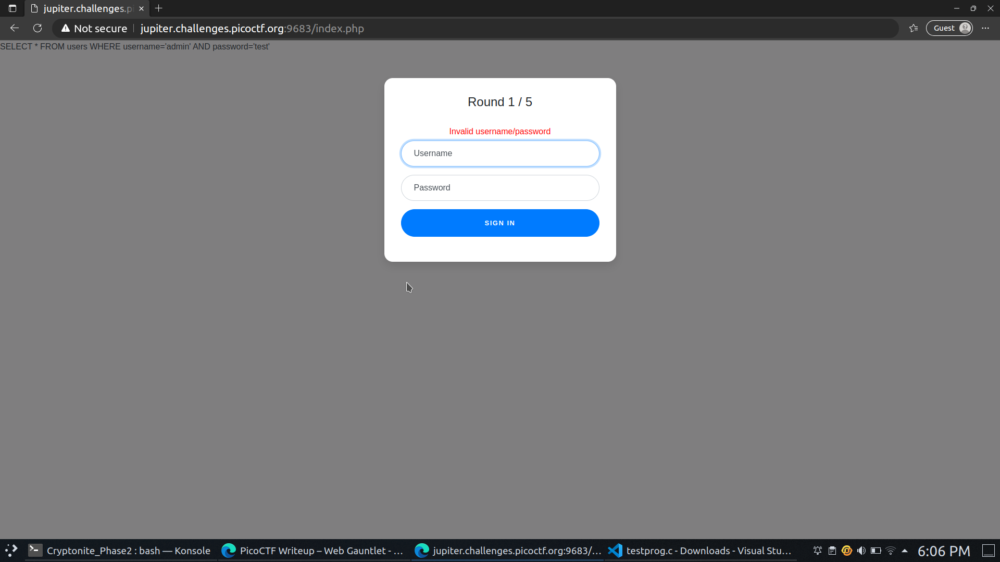 jupiter.challenges.pi
Not secure
jupiter.challenges.picoctf.org:9683/index.php
Guest
SELECT * FROM users WHERE username='admin' AND password='test'
Round 1 / 5
Invalid username/password
Username
Password
SIGN IN
Cryptonite_Phase2 : bash — Konsole
PicoCTF Writeup – Web Gauntlet - ...
jupiter.challenges.picoctf.org:9683/...
testprog.c - Downloads - Visual Stu...
6:06 PM